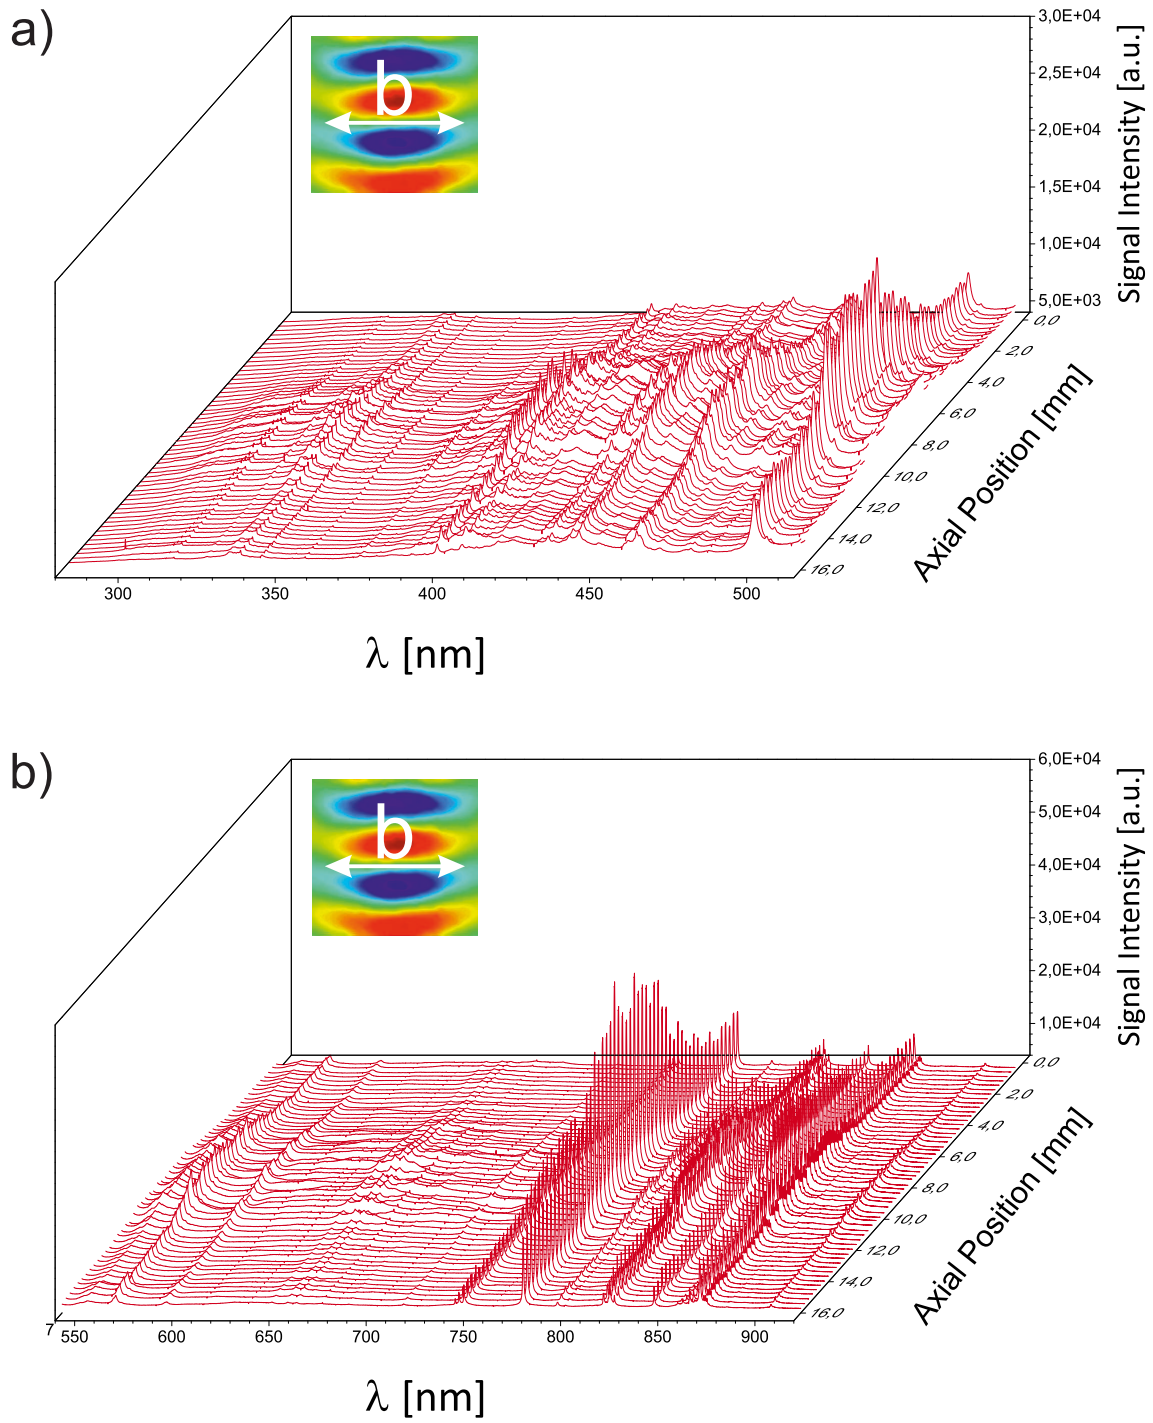 a)
b
3,0E+04
2,5E+04
2,0E+04
1,5E+04
1,0E+04
5,0E+03
Signal Intensity [a.u.]
0,0
2,0
4,0
6,0
8,0
10,0
12,0
14,0
16,0
Axial Position [mm]
300 350 400 450 500
λ [nm]
b)
b
6,0E+04
5,0E+04
4,0E+04
3,0E+04
2,0E+04
1,0E+04
Signal Intensity [a.u.]
0,0
2,0
4,0
6,0
8,0
10,0
12,0
14,0
16,0
Axial Position [mm]
7 550 600 650 700 750 800 850 900
λ [nm]